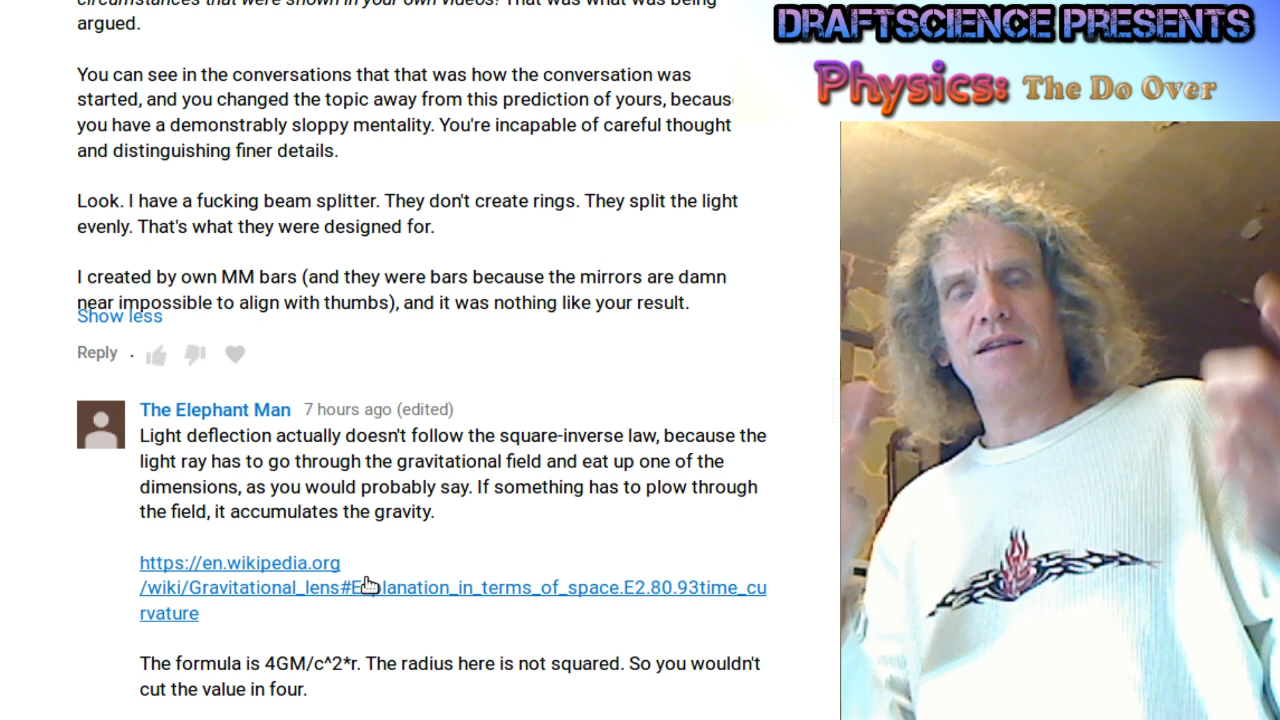 circumstances that were shown in your own videos! That was what was being
argued.
DRAFTSCIENCE PRESENTS
Physics: The Do Over
You can see in the conversations that that was how the conversation was
started, and you changed the topic away from this prediction of yours, becaus
you have a demonstrably sloppy mentality. You're incapable of careful thought
and distinguishing finer details.
Look. I have a fucking beam splitter. They don't create rings. They split the light
evenly. That's what they were designed for.
I created by own MM bars (and they were bars because the mirrors are damn
near impossible to align with thumbs), and it was nothing like your result.
Show less
Reply .
The Elephant Man 7 hours ago (edited)
Light deflection actually doesn't follow the square-inverse law, because the
light ray has to go through the gravitational field and eat up one of the
dimensions, as you would probably say. If something has to plow through
the field, it accumulates the gravity.
https://en.wikipedia.org
/wiki/Gravitational_lens#Explanation_in_terms_of_space.E2.80.93time_cu
rvature
The formula is 4GM/c^2*r. The radius here is not squared. So you wouldn't
cut the value in four.